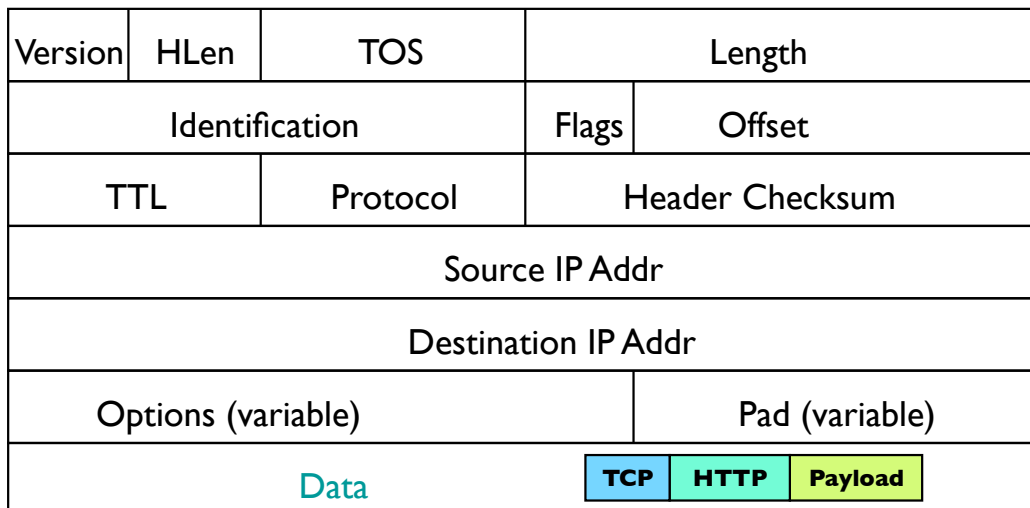 Version HLen TOS Length
Identification Flags Offset
TTL Protocol Header Checksum
Source IP Addr
Destination IP Addr
Options (variable) Pad (variable)
Data TCP HTTP Payload